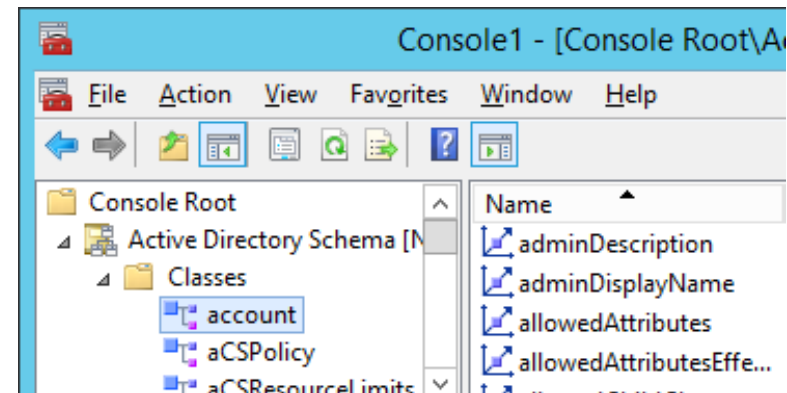 Console1 - [Console Root\A
File Action View Favorites Window Help
Console Root
Active Directory Schema [N
Classes
account
aCSPolicy
aCSResourceLimits
Name
adminDescription
adminDisplayName
allowedAttributes
allowedAttributesEffe...